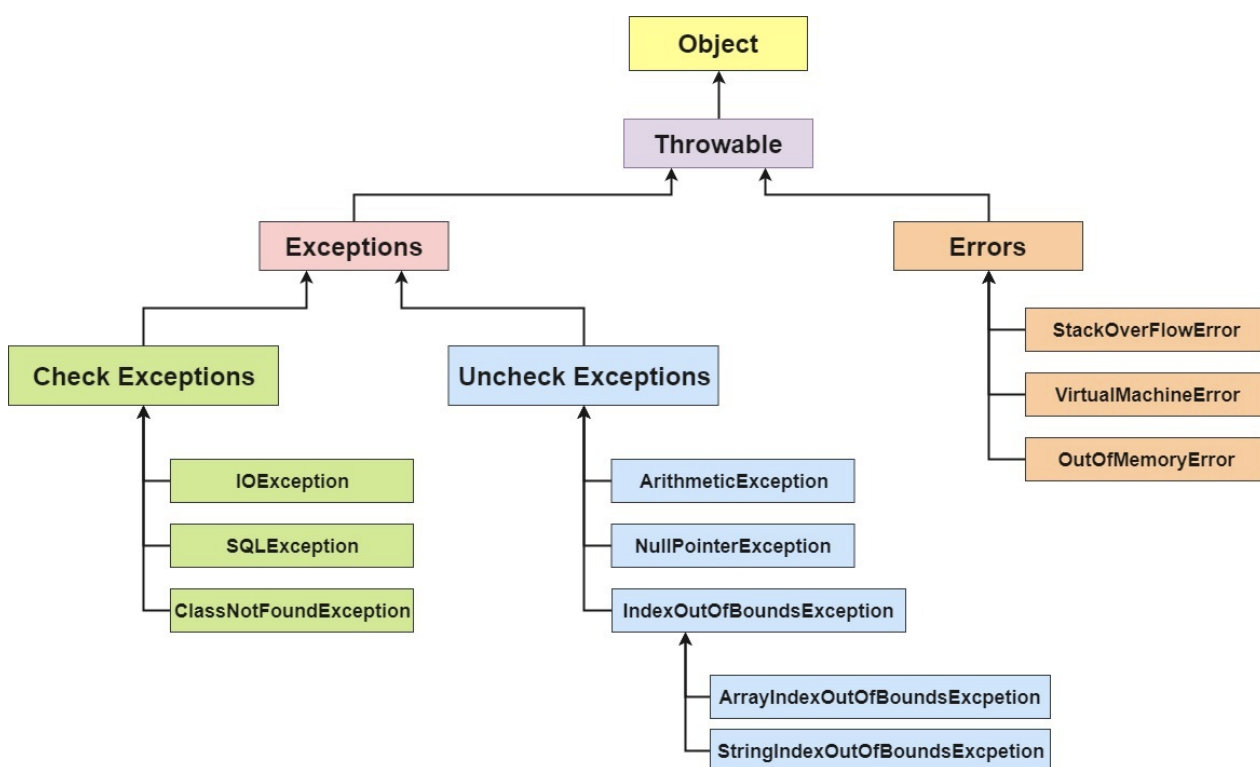 Object
Throwable
Exceptions
Errors
StackOverFlowError
Check Exceptions
Uncheck Exceptions
VirtualMachineError
OutOfMemoryError
IOException
ArithmeticException
SQLException
NullPointerException
ClassNotFoundException
IndexOutOfBoundsException
ArrayIndexOutOfBoundsExcpetion
StringIndexOutOfBoundsExcpetion